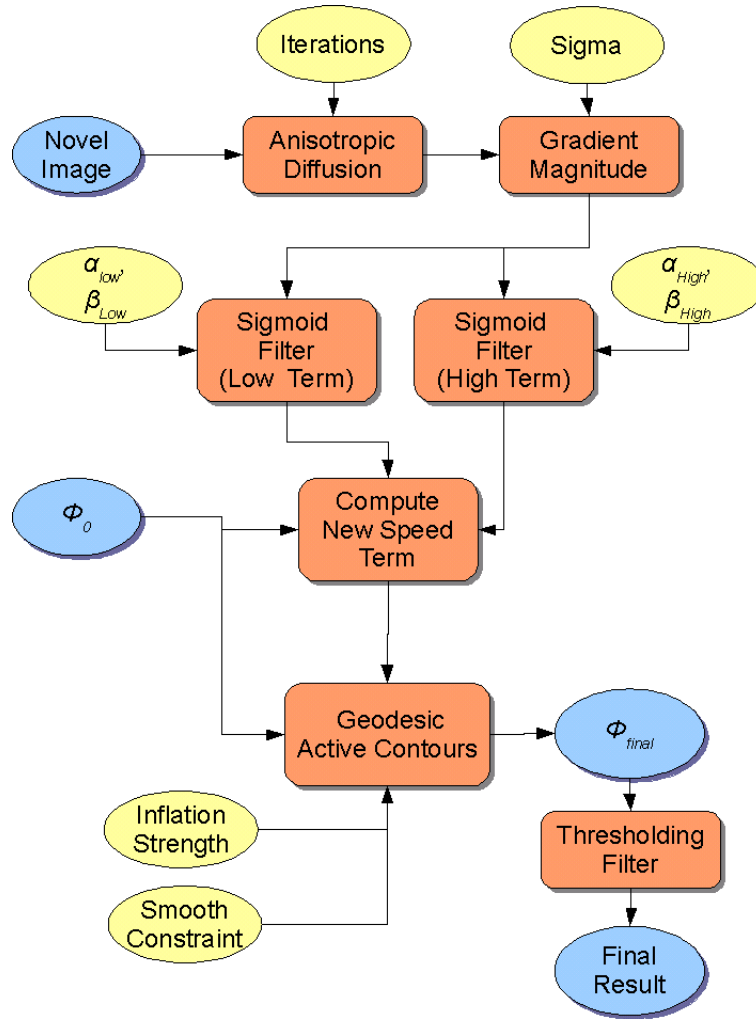 Iterations
Sigma
Novel
Image
Anisotropic
Diffusion
Gradient
Magnitude
α_low,
β_Low
Sigmoid
Filter
(Low Term)
Sigmoid
Filter
(High Term)
α_High,
β_High
Φ_0
Compute
New Speed
Term
Geodesic
Active Contours
Φ_final
Inflation
Strength
Smooth
Constraint
Thresholding
Filter
Final
Result